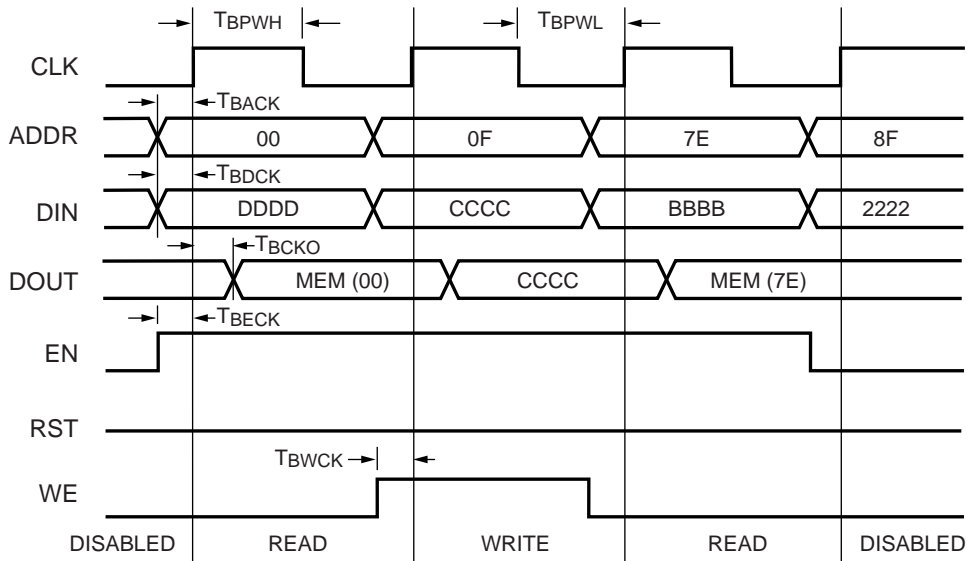 TBPWH TBPWL
CLK
TBACK
ADDR 00 0F 7E 8F
TBDCK
DIN DDDD CCCC BBBB 2222
TBCKO
DOUT MEM (00) CCCC MEM (7E)
TBECK
EN
RST
TBWCK
WE
DISABLED READ WRITE READ DISABLED